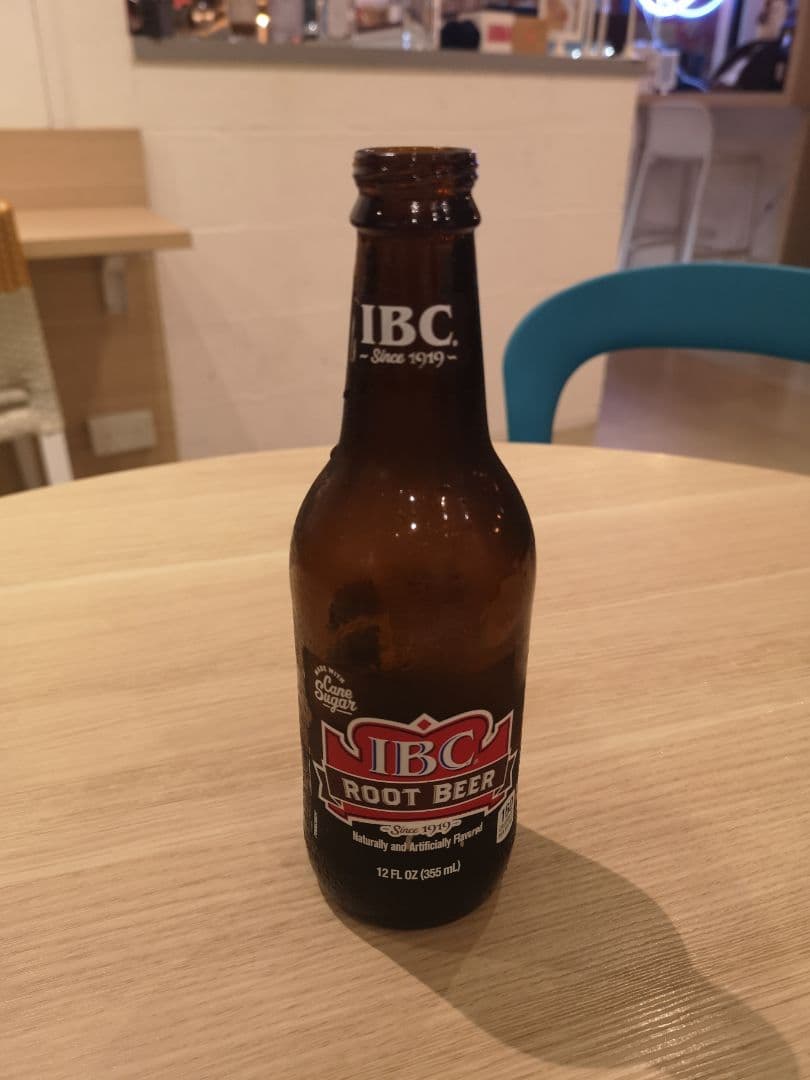 IBC
Since 1919
MADE WITH
Cane
Sugar
IBC
ROOT BEER
Since 1919
Naturally and Artificially Flavored
12 FL OZ (355 mL)